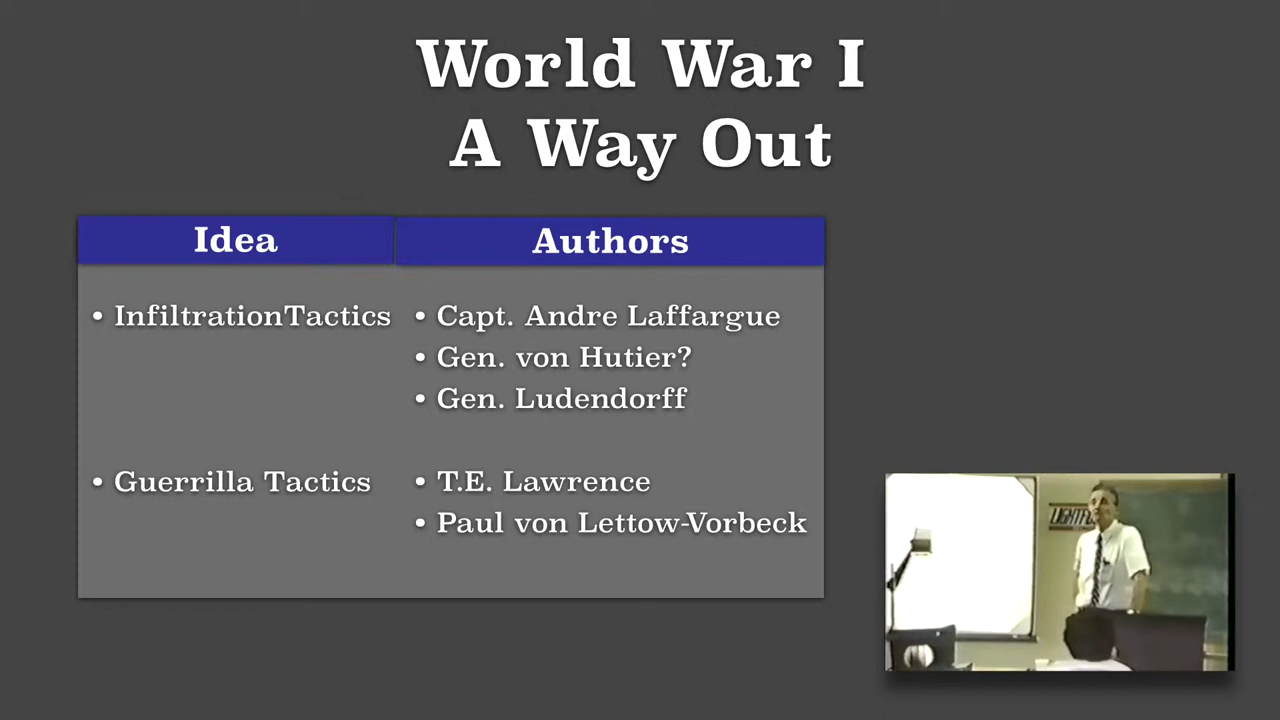 World War I
A Way Out
Idea
Authors
• InfiltrationTactics
• Capt. Andre Laffargue
• Gen. von Hutier?
• Gen. Ludendorff
• Guerrilla Tactics
• T.E. Lawrence
• Paul von Lettow-Vorbeck